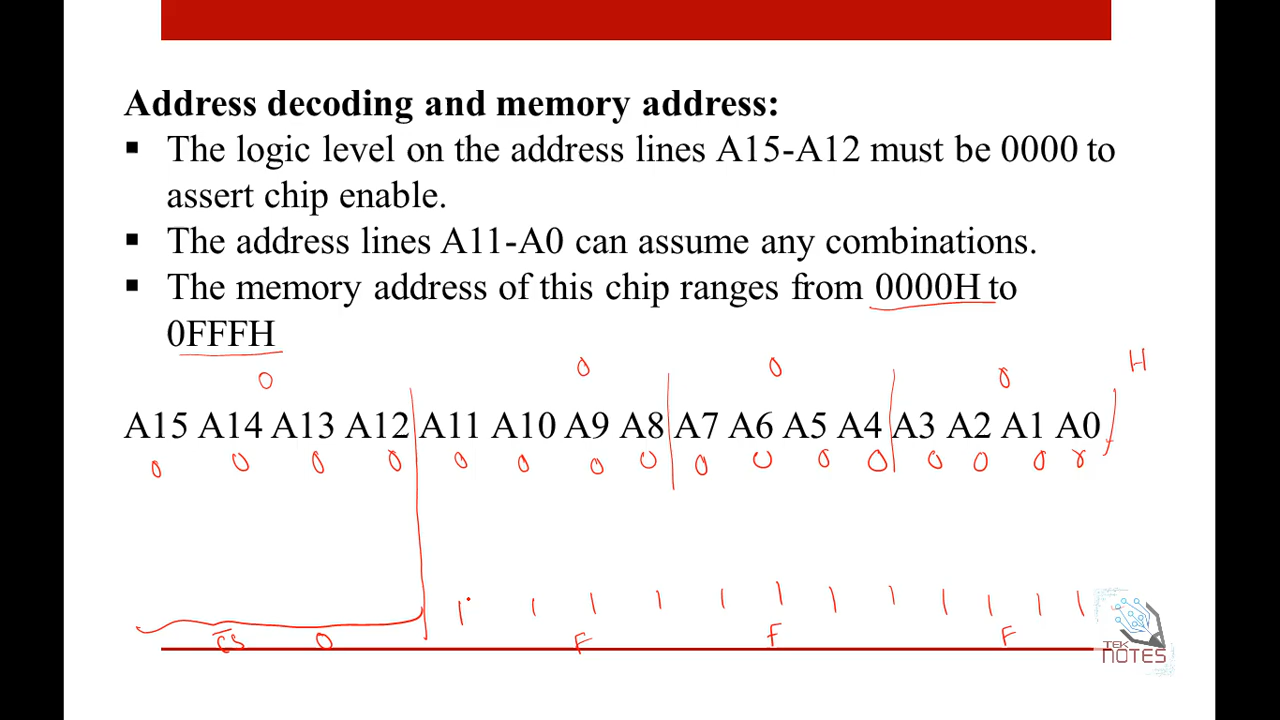 Address decoding and memory address:
▪ The logic level on the address lines A15-A12 must be 0000 to
assert chip enable.
▪ The address lines A11-A0 can assume any combinations.
▪ The memory address of this chip ranges from 0000H to
0FFFH
0 0 0 0 H
A15 A14 A13 A12 A11 A10 A9 A8 A7 A6 A5 A4 A3 A2 A1 A0
0 0 0 0 0 0 0 0 0 0 0 0 0 0 0 0
1 1 1 1 1 1 1 1 1 1 1 1
C̅S̅ 0 F F F
TEK
NOTES